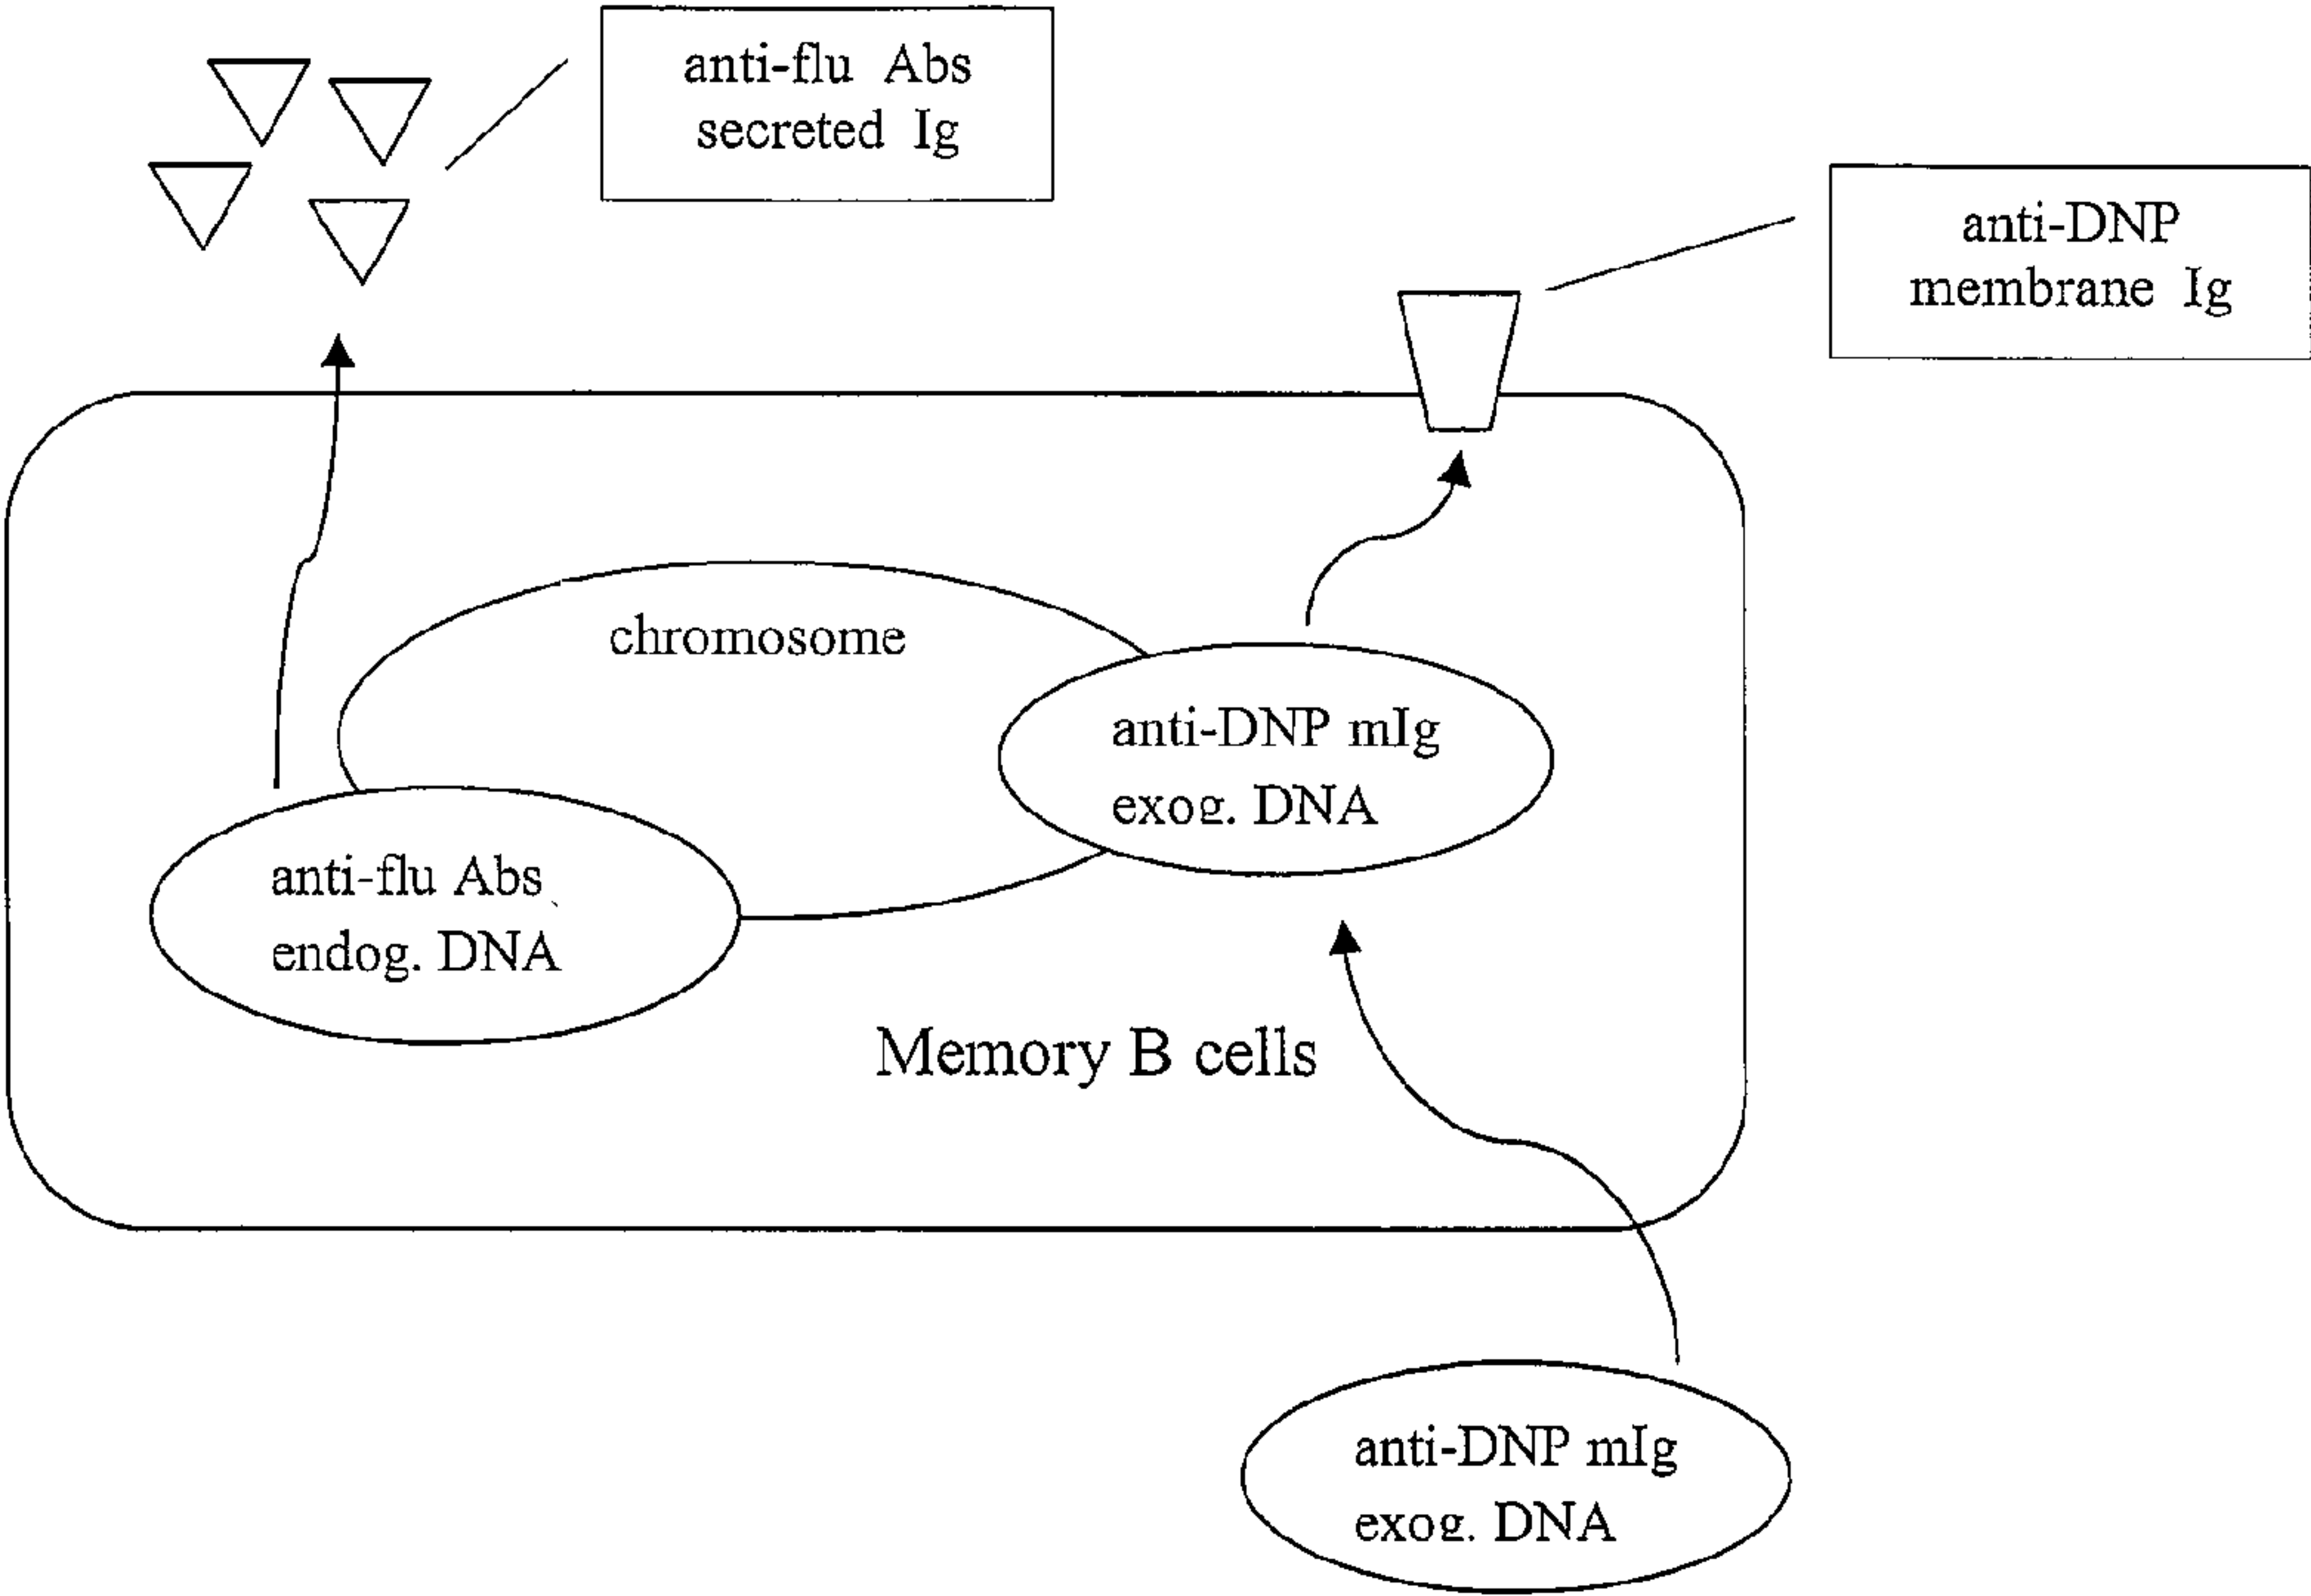 anti-flu Abs
secreted Ig
anti-DNP
membrane Ig
chromosome
anti-DNP mIg
exog. DNA
anti-flu Abs
endog. DNA
Memory B cells
anti-DNP mIg
exog. DNA